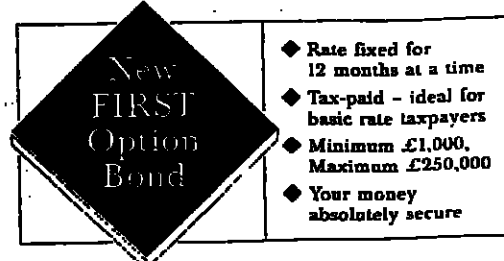 New
FIRST
Option
Bond
◆ Rate fixed for
12 months at a time
◆ Tax-paid – ideal for
basic rate taxpayers
◆ Minimum £1,000,
Maximum £250,000
◆ Your money
absolutely secure